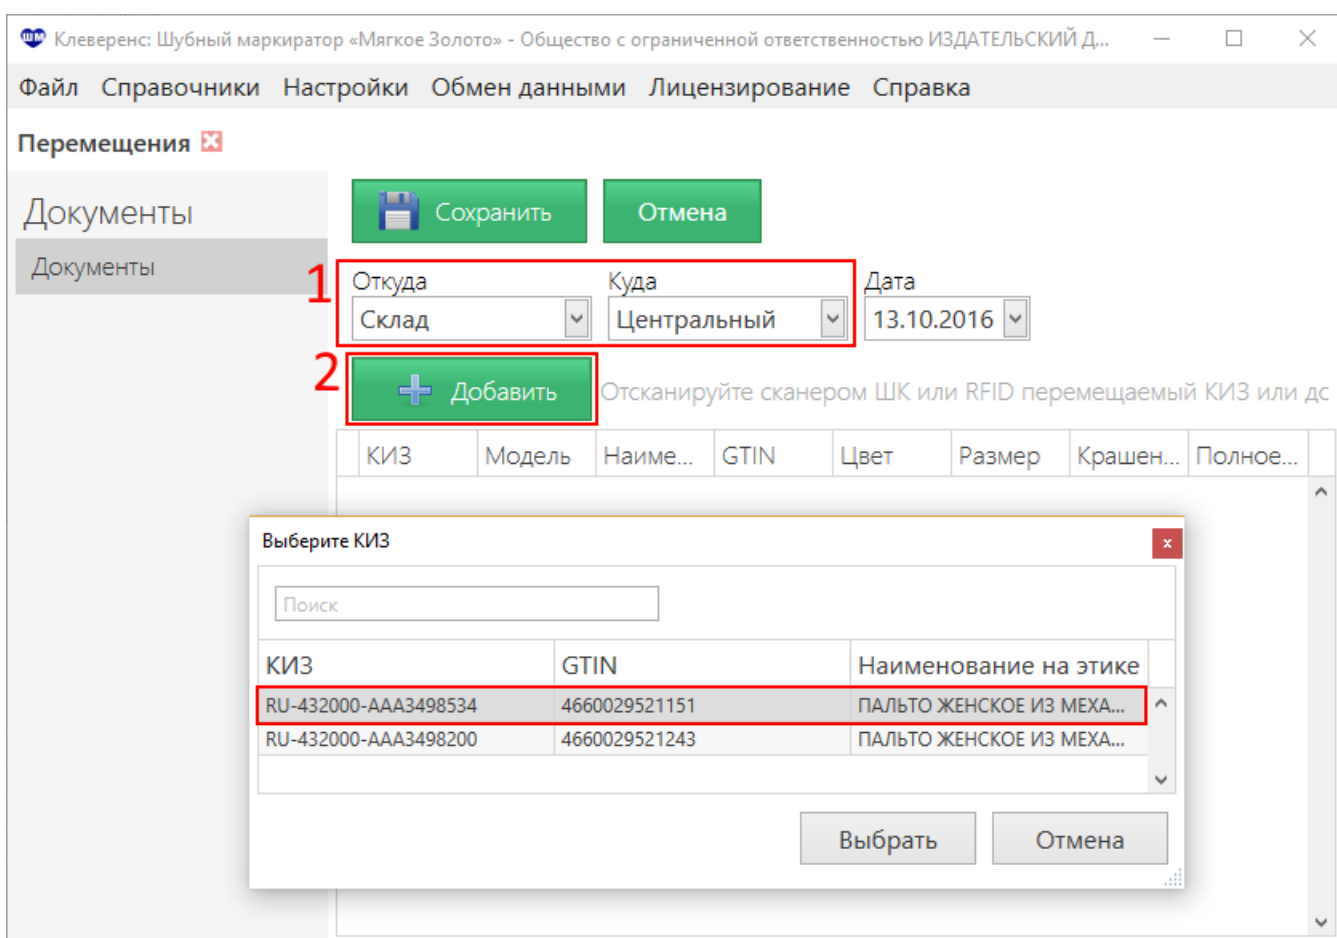 ШМ Клеверенс: Шубный маркиратор «Мягкое Золото» - Общество с ограниченной ответственностью ИЗДАТЕЛЬСКИЙ Д...
Файл Справочники Настройки Обмен данными Лицензирование Справка
Перемещения
Документы
Документы
Сохранить Отмена
1 Откуда Куда Дата
Склад Центральный 13.10.2016
2 Добавить Отсканируйте сканером ШК или RFID перемещаемый КИЗ или дс
КИЗ Модель Наиме... GTIN Цвет Размер Крашен... Полное...
Выберите КИЗ x
Поиск
КИЗ GTIN Наименование на этике
RU-432000-AAA3498534 4660029521151 ПАЛЬТО ЖЕНСКОЕ ИЗ МЕХА...
RU-432000-AAA3498200 4660029521243 ПАЛЬТО ЖЕНСКОЕ ИЗ МЕХА...
Выбрать Отмена